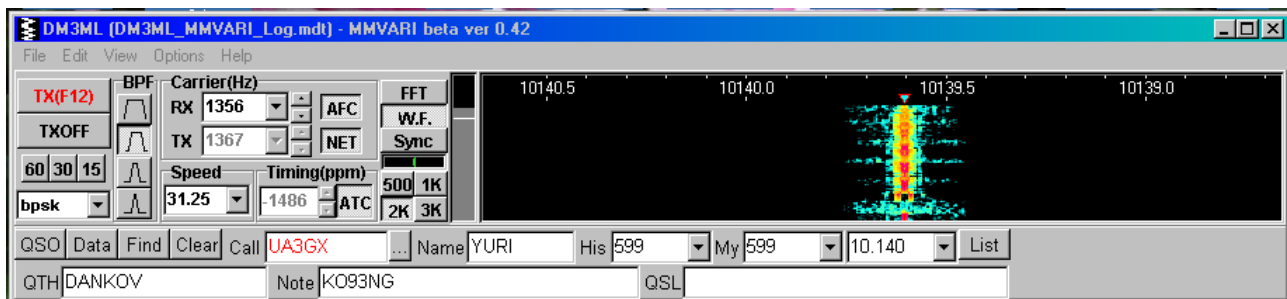 DM3ML (DM3ML_MMVARI_Log.mdt) - MMVARI beta ver 0.42
File Edit View Options Help
TX(F12) BPF Carrier(Hz) FFT 10140.5 10140.0 10139.5 10139.0
RX 1356 AFC W.F.
TXOFF TX 1367 NET Sync
60 30 15 Speed Timing(ppm) 500 1K
bpsk 31.25 -1486 ATC 2K 3K
QSO Data Find Clear Call UA3GX ... Name YURI His 599 My 599 10.140 List
QTH DANKOV Note KO93NG QSL